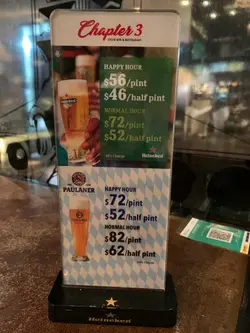 Chapter 3
HAPPY HOUR
$56/pint
$46/half pint
NORMAL HOUR
$72/pint
$52/half pint
Heineken
PAULANER
HAPPY HOUR
$72/pint
$52/half pint
NORMAL HOUR
$82/pint
$62/half pint
Heineken